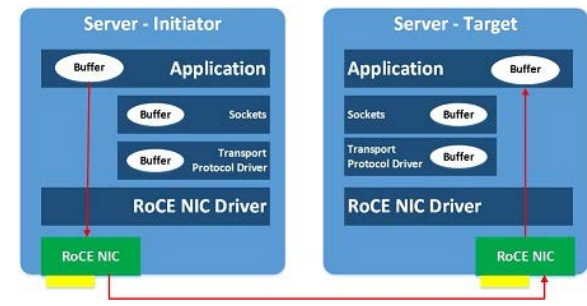 Server - Initiator
Buffer Application
Buffer Sockets
Buffer Transport
Protocol Driver
RoCE NIC Driver
RoCE NIC
Server - Target
Application Buffer
Sockets Buffer
Transport
Protocol Driver Buffer
RoCE NIC Driver
RoCE NIC